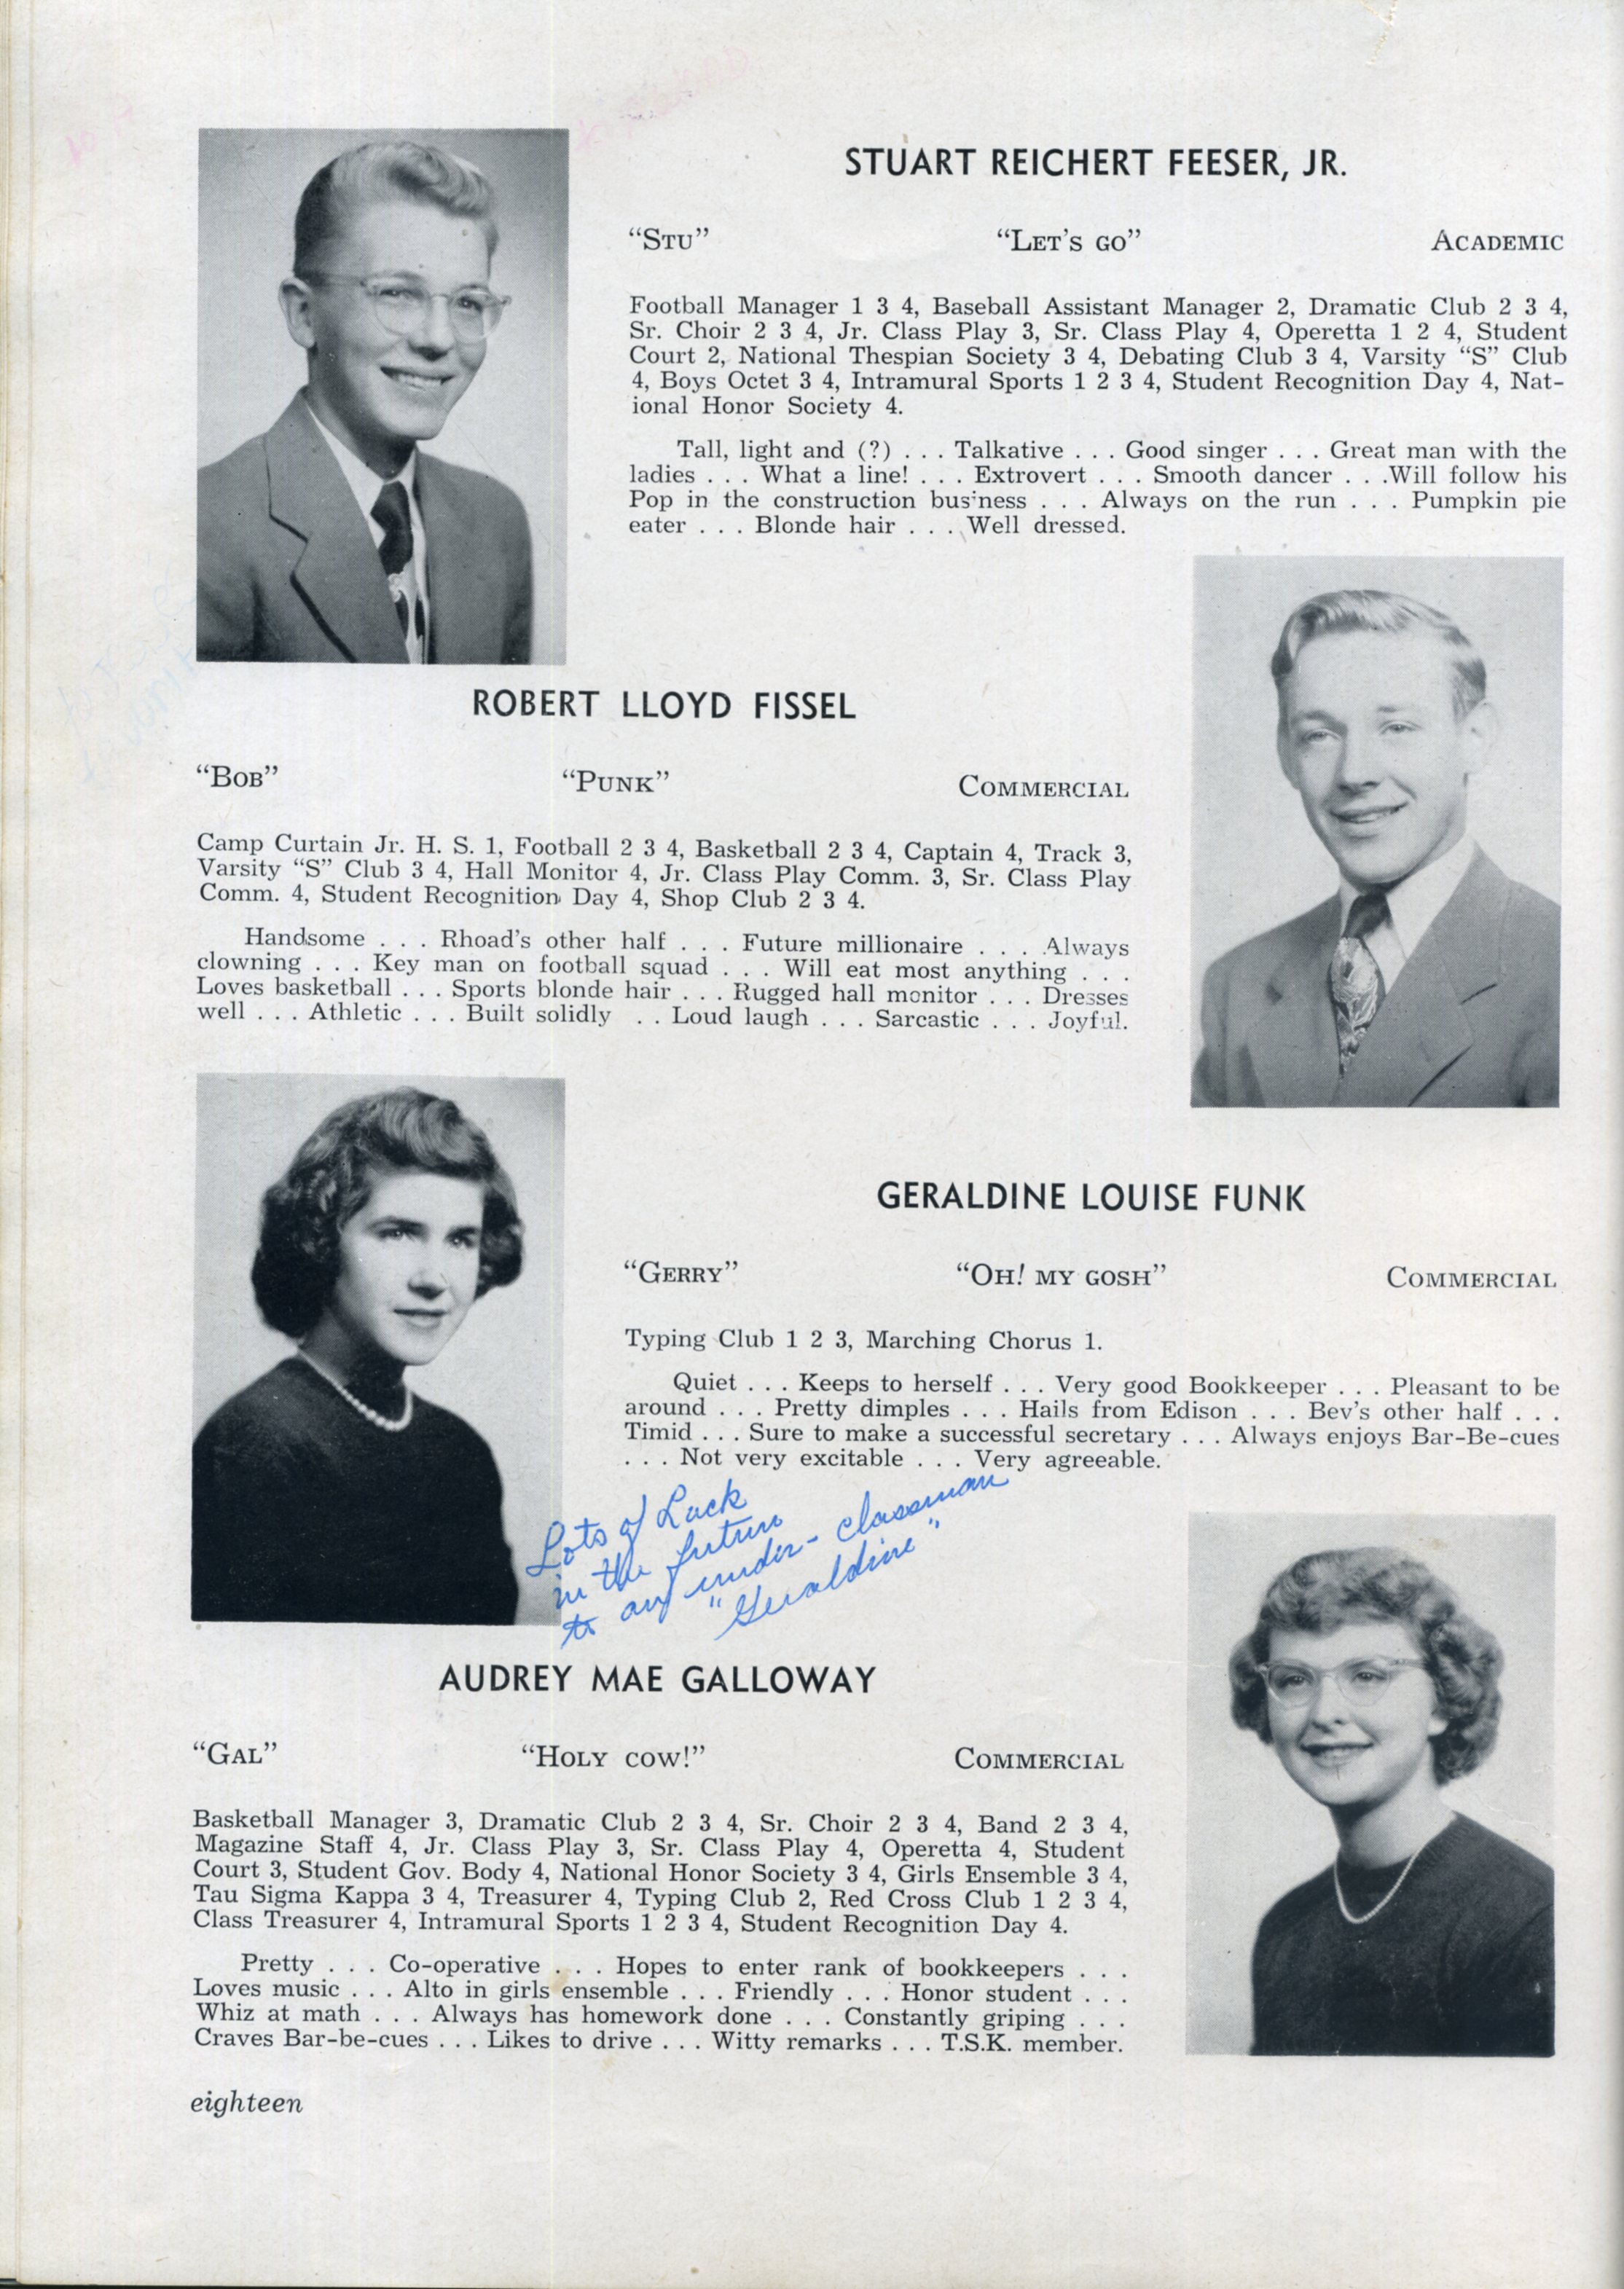 STUART REICHERT FEESER, JR.
“STU” “LET'S GO” ACADEMIC
Football Manager 1 3 4, Baseball Assistant Manager 2, Dramatic Club 2 3 4,
Sr. Choir 2 3 4, Jr. Class Play 3, Sr. Class Play 4, Operetta 1 2 4, Student
Court 2, National Thespian Society 3 4, Debating Club 3 4, Varsity “S” Club
4, Boys Octet 3 4, Intramural Sports 1 2 3 4, Student Recognition Day 4, Nat-
ional Honor Society 4.
Tall, light and (?) . . . Talkative . . . Good singer . . . Great man with the
ladies . . . What a line! . . . Extrovert . . . Smooth dancer . . .Will follow his
Pop in the construction business . . . Always on the run . . . Pumpkin pie
eater . . . Blonde hair . . . Well dressed.
ROBERT LLOYD FISSEL
“BOB” “PUNK” COMMERCIAL
Camp Curtain Jr. H. S. 1, Football 2 3 4, Basketball 2 3 4, Captain 4, Track 3,
Varsity “S” Club 3 4, Hall Monitor 4, Jr. Class Play Comm. 3, Sr. Class Play
Comm. 4, Student Recognition Day 4, Shop Club 2 3 4.
Handsome . . . Rhoad's other half . . . Future millionaire . . . Always
clowning . . . Key man on football squad . . . Will eat most anything . . .
Loves basketball . . . Sports blonde hair . . . Rugged hall monitor . . . Dresses
well . . . Athletic . . . Built solidly . . Loud laugh . . . Sarcastic . . . Joyful.
GERALDINE LOUISE FUNK
“GERRY” “OH! MY GOSH” COMMERCIAL
Typing Club 1 2 3, Marching Chorus 1.
Quiet . . . Keeps to herself . . . Very good Bookkeeper . . . Pleasant to be
around . . . Pretty dimples . . . Hails from Edison . . . Bev's other half . . .
Timid . . . Sure to make a successful secretary . . . Always enjoys Bar-Be-cues
. . . Not very excitable . . . Very agreeable.
Lots of Luck
in the future
to any under-classman
"Geraldine"
AUDREY MAE GALLOWAY
“GAL” “HOLY COW!” COMMERCIAL
Basketball Manager 3, Dramatic Club 2 3 4, Sr. Choir 2 3 4, Band 2 3 4,
Magazine Staff 4, Jr. Class Play 3, Sr. Class Play 4, Operetta 4, Student
Court 3, Student Gov. Body 4, National Honor Society 3 4, Girls Ensemble 3 4,
Tau Sigma Kappa 3 4, Treasurer 4, Typing Club 2, Red Cross Club 1 2 3 4,
Class Treasurer 4, Intramural Sports 1 2 3 4, Student Recognition Day 4.
Pretty . . . Co-operative . . . Hopes to enter rank of bookkeepers . . .
Loves music . . . Alto in girls ensemble . . . Friendly . . . Honor student . . .
Whiz at math . . . Always has homework done . . . Constantly griping . . .
Craves Bar-be-cues . . . Likes to drive . . . Witty remarks . . . T.S.K. member.
eighteen